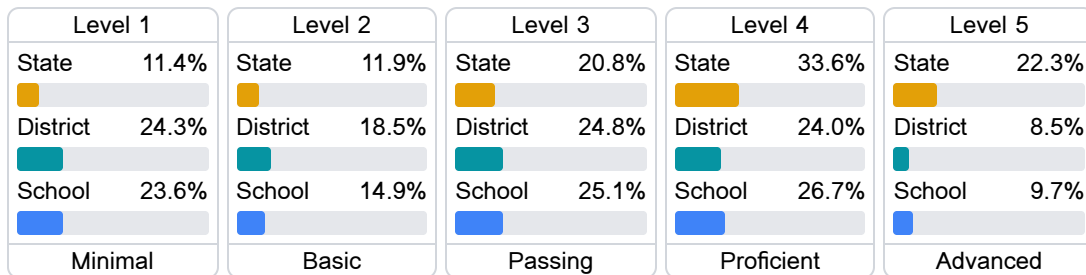 Level 1
State 11.4%
District 24.3%
School 23.6%
Minimal
Level 2
State 11.9%
District 18.5%
School 14.9%
Basic
Level 3
State 20.8%
District 24.8%
School 25.1%
Passing
Level 4
State 33.6%
District 24.0%
School 26.7%
Proficient
Level 5
State 22.3%
District 8.5%
School 9.7%
Advanced